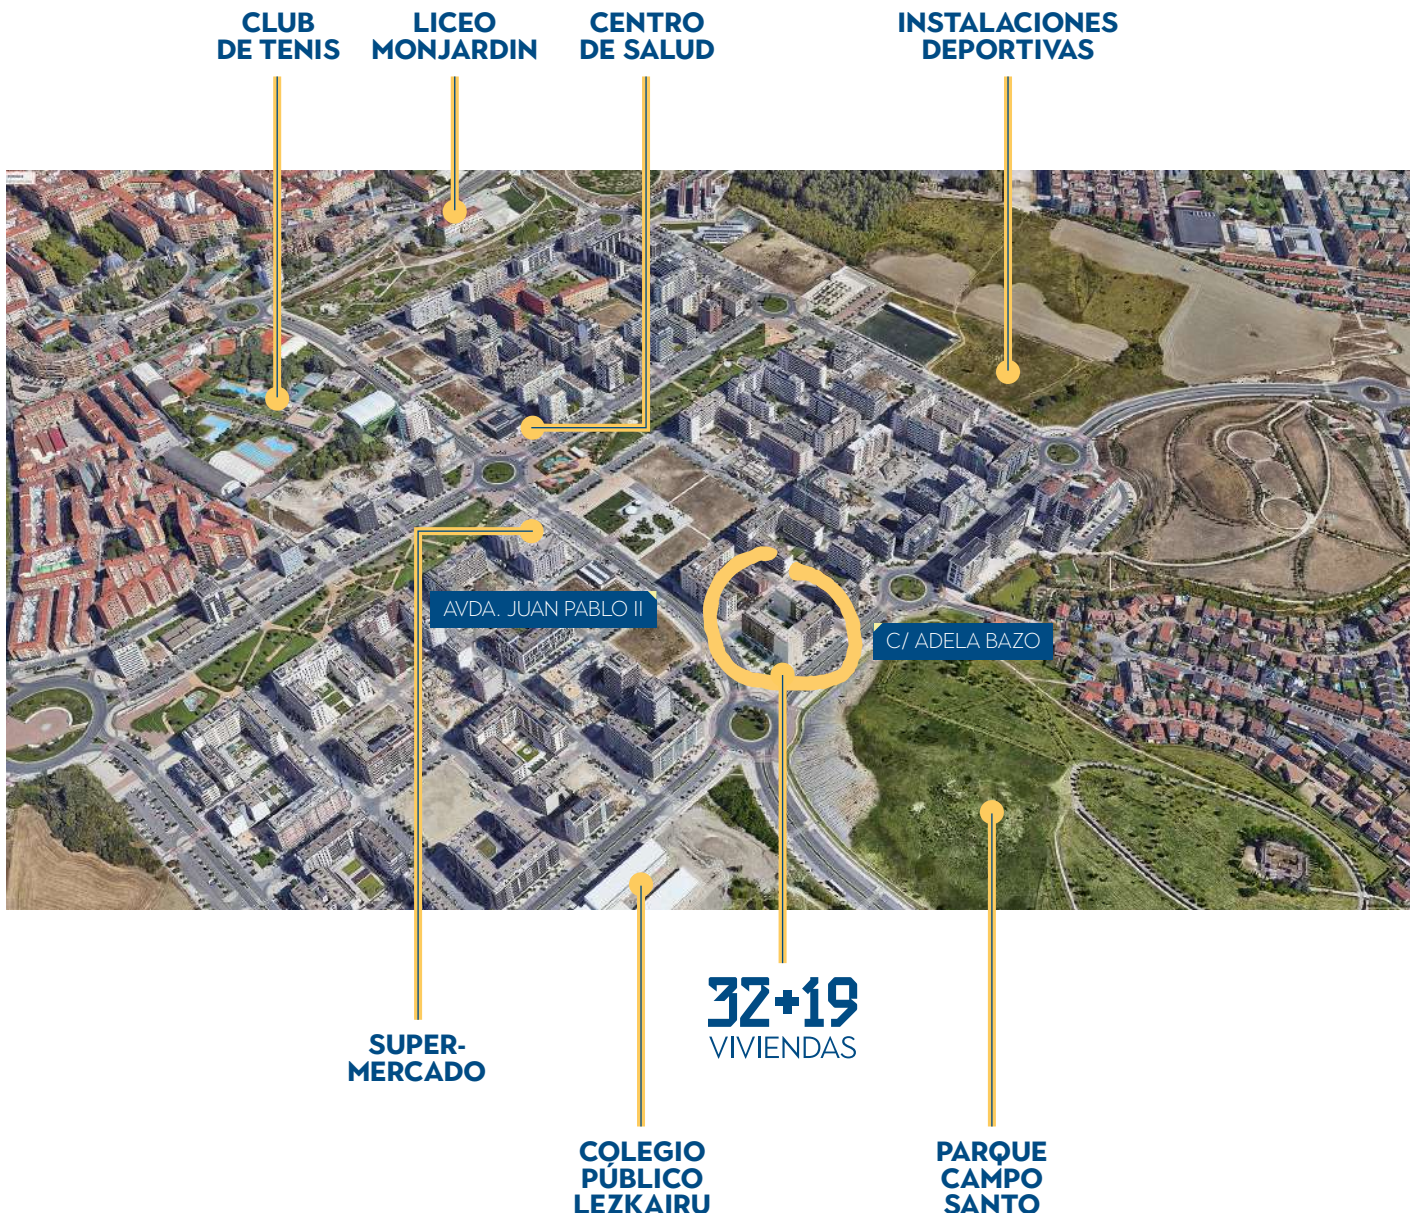 CLUB
DE TENIS
LICEO
MONJARDIN
CENTRO
DE SALUD
INSTALACIONES
DEPORTIVAS
AVDA. JUAN PABLO II
C/ ADELA BAZO
32+19
VIVIENDAS
SUPER-
MERCADO
COLEGIO
PÚBLICO
LEZKAIRU
PARQUE
CAMPO
SANTO